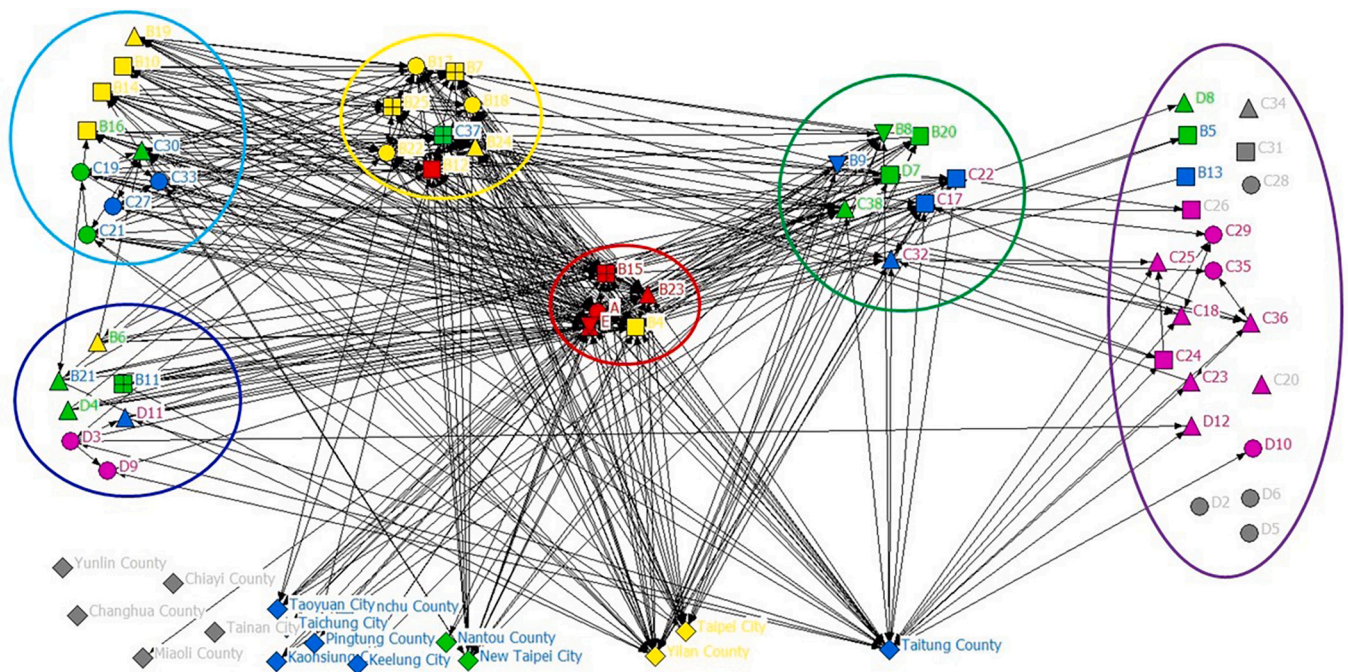 B19
B10
B14
B16
C30
C19
C33
C27
C21
B7
B25
B18
C37
B22
B24
B12
B8
B20
B9
D7
C22
C38
C17
C32
D8
C34
B5
C31
B13
C28
C26
C29
C25
C35
C18
C36
C24
C23
C20
D12
D10
D6
D2
D5
B15
B23
A
E
B4
B6
B21
B11
D4
D11
D3
D9
Yunlin County
Chiayi County
Changhua County
Tainan City
Miaoli County
Taoyuan City
nchu County
Taichung City
Pingtung County
Kaohsiung C
Keelung City
Nantou County
New Taipei City
Taipei City
Yilan County
Taitung County